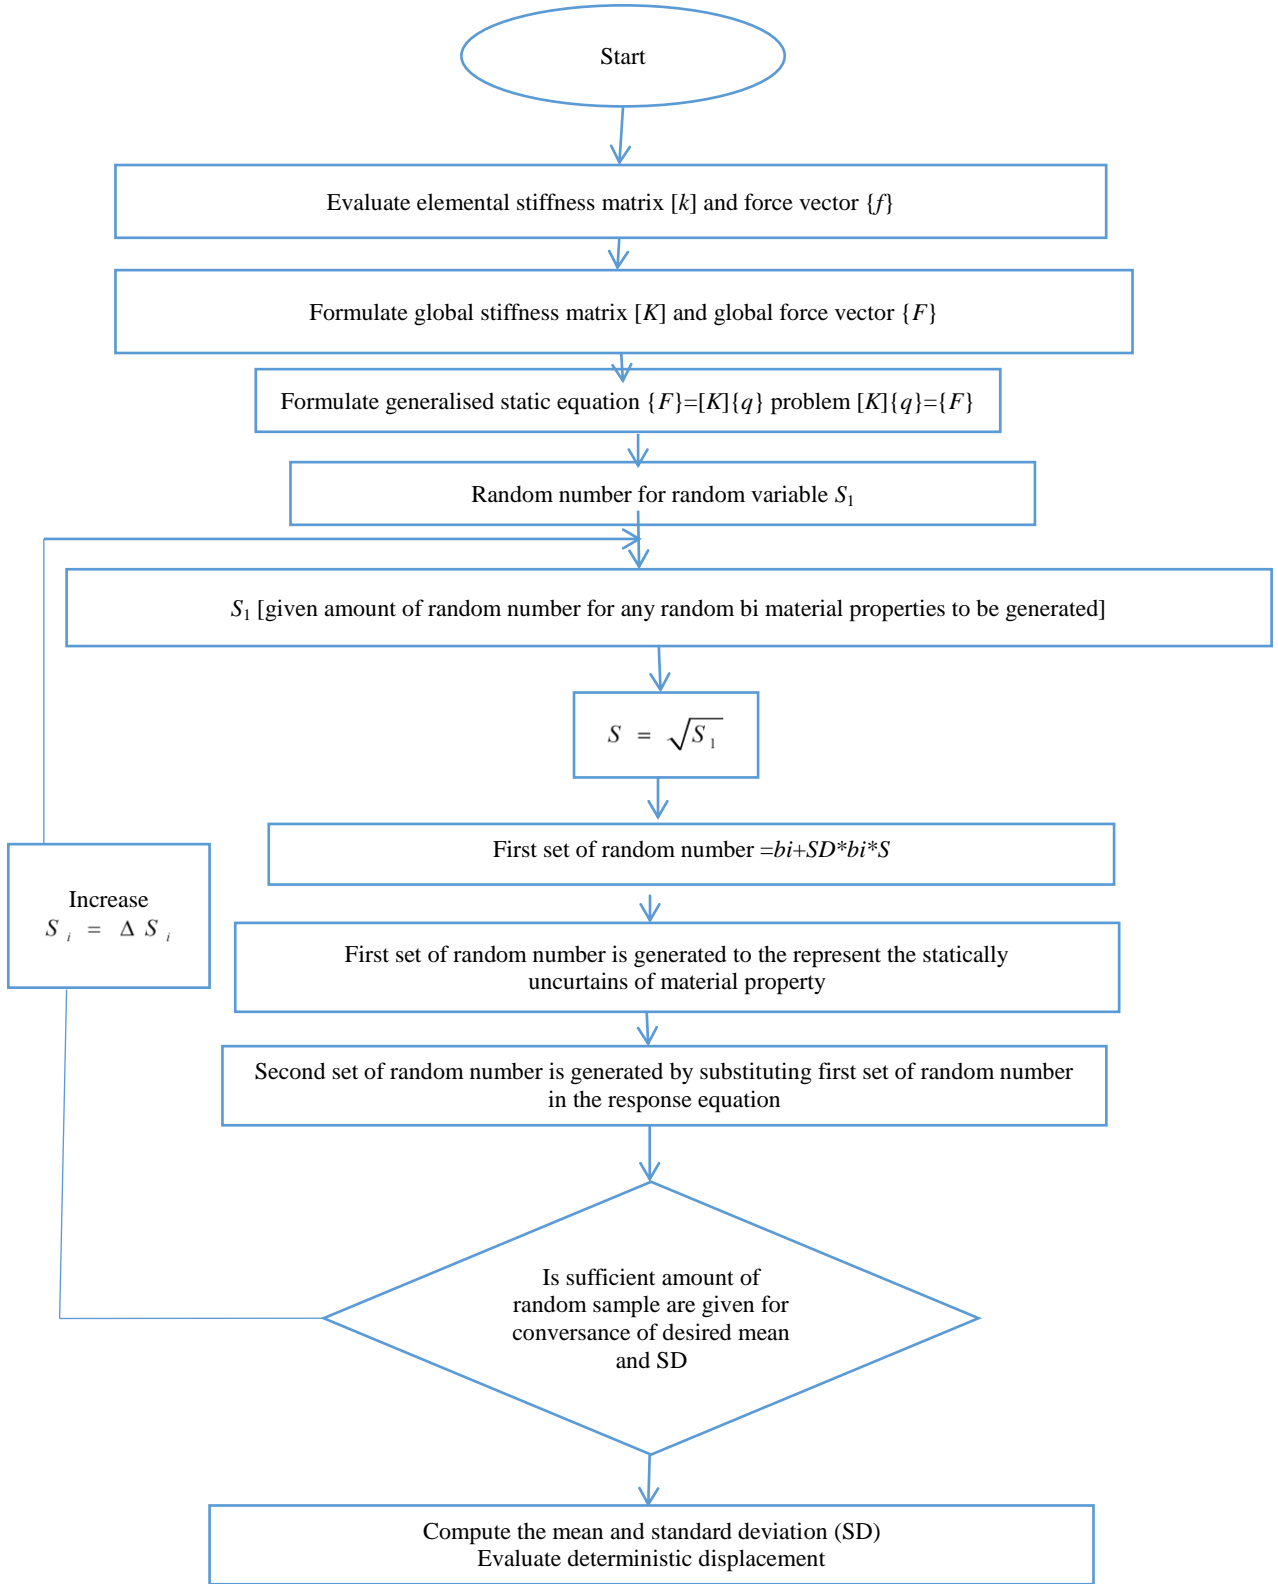 Start
Evaluate elemental stiffness matrix [k] and force vector {f}
Formulate global stiffness matrix [K] and global force vector {F}
Formulate generalised static equation {F}=[K]{q} problem [K]{q}={F}
Random number for random variable S₁
S₁ [given amount of random number for any random bi material properties to be generated]
S = √S₁
First set of random number =bi+SD*bi*S
Increase
S i = Δ S i
First set of random number is generated to the represent the statically
uncurtains of material property
Second set of random number is generated by substituting first set of random number
in the response equation
Is sufficient amount of
random sample are given for
conversance of desired mean
and SD
Compute the mean and standard deviation (SD)
Evaluate deterministic displacement